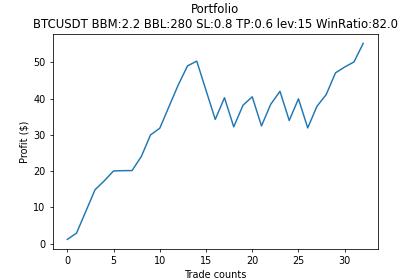 Portfolio
BTCUSDT BBM:2.2 BBL:280 SL:0.8 TP:0.6 lev:15 WinRatio:82.0
50
40
30
20
10
0
Profit ($)
0 5 10 15 20 25 30
Trade counts